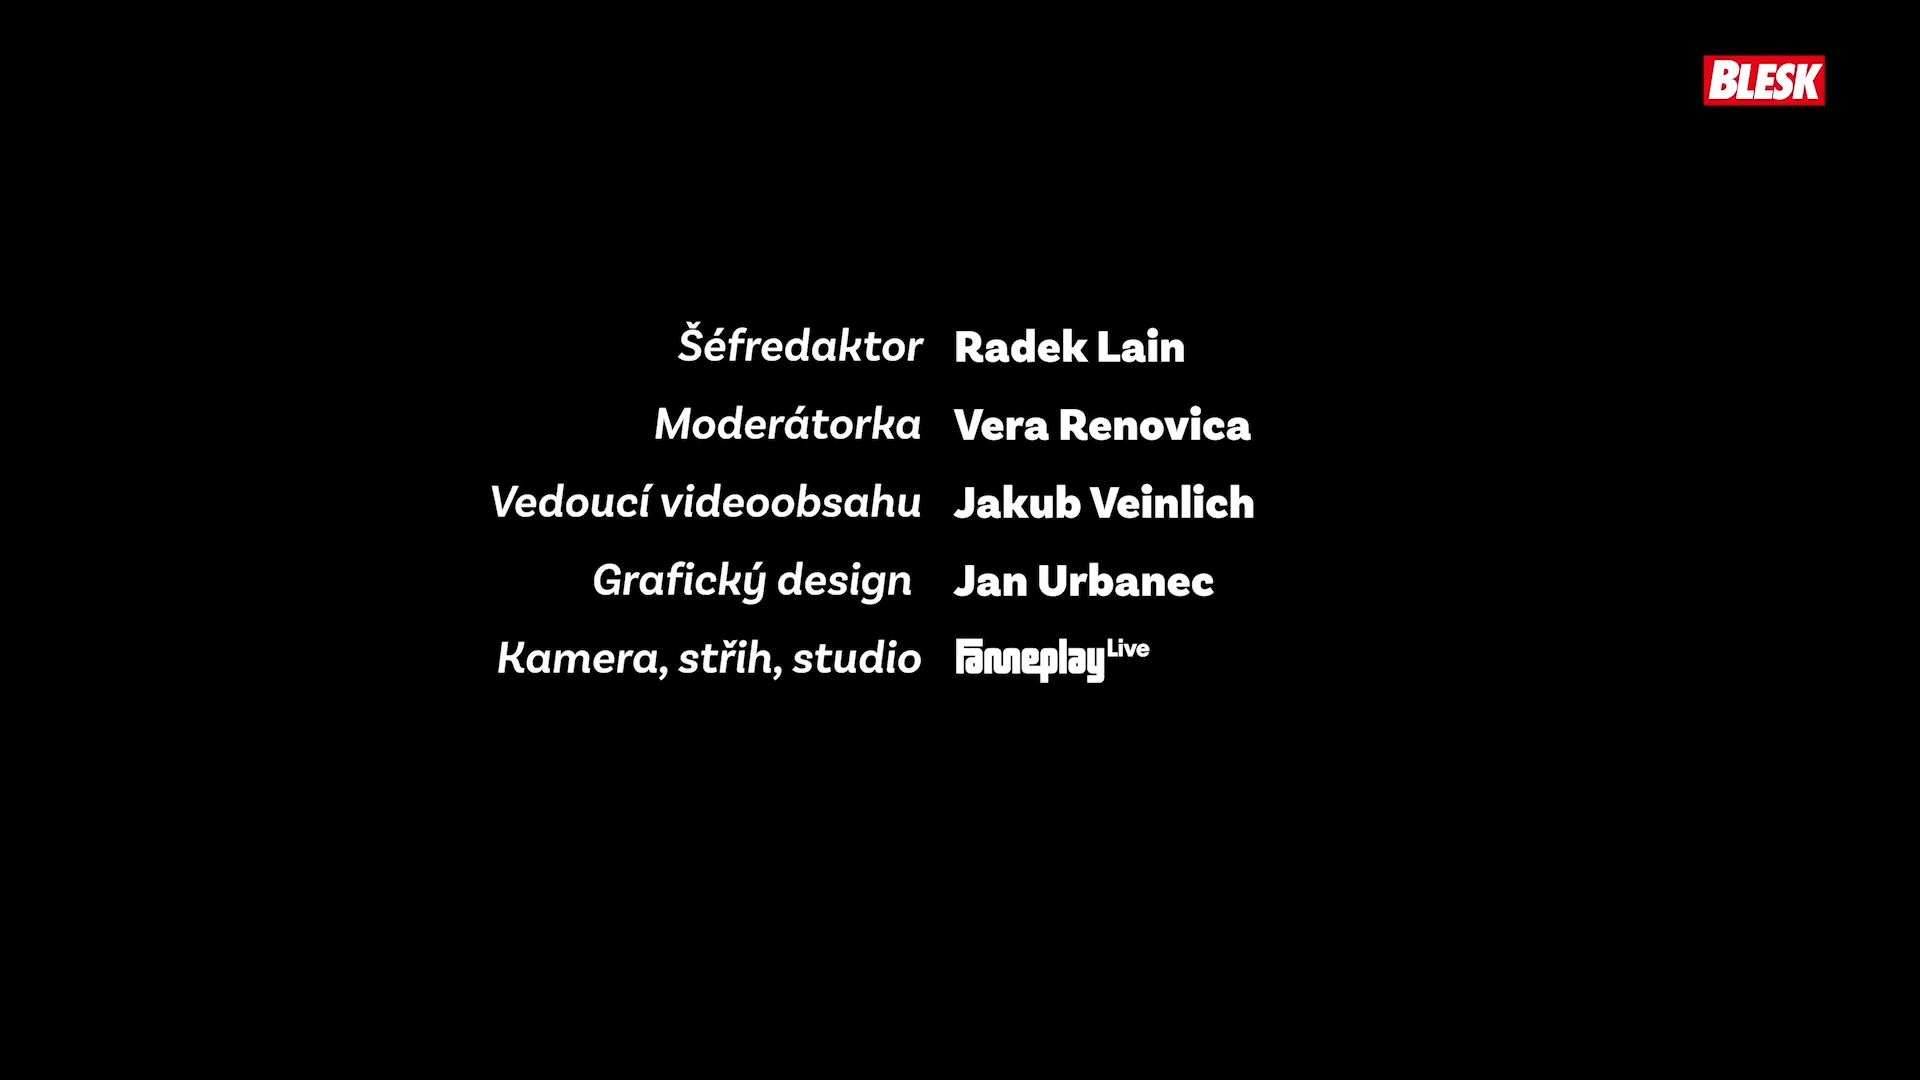 BLESK
Šéfredaktor Radek Lain
Moderátorka Vera Renovica
Vedoucí videoobsahu Jakub Veinlich
Grafický design Jan Urbanec
Kamera, střih, studio Fanneplay Live